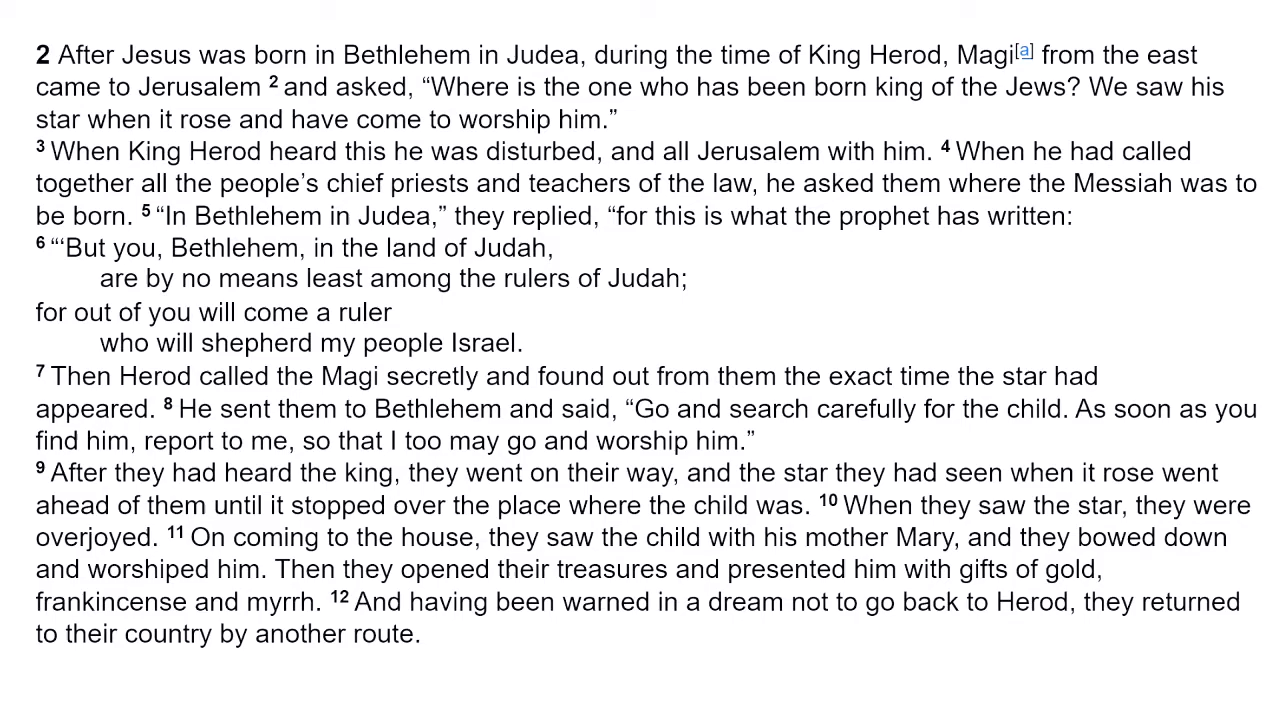 2 After Jesus was born in Bethlehem in Judea, during the time of King Herod, Magi[a] from the east
came to Jerusalem 2 and asked, “Where is the one who has been born king of the Jews? We saw his
star when it rose and have come to worship him.”
3 When King Herod heard this he was disturbed, and all Jerusalem with him. 4 When he had called
together all the people’s chief priests and teachers of the law, he asked them where the Messiah was to
be born. 5 “In Bethlehem in Judea,” they replied, “for this is what the prophet has written:
6 “‘But you, Bethlehem, in the land of Judah,
are by no means least among the rulers of Judah;
for out of you will come a ruler
who will shepherd my people Israel.
7 Then Herod called the Magi secretly and found out from them the exact time the star had
appeared. 8 He sent them to Bethlehem and said, “Go and search carefully for the child. As soon as you
find him, report to me, so that I too may go and worship him.”
9 After they had heard the king, they went on their way, and the star they had seen when it rose went
ahead of them until it stopped over the place where the child was. 10 When they saw the star, they were
overjoyed. 11 On coming to the house, they saw the child with his mother Mary, and they bowed down
and worshiped him. Then they opened their treasures and presented him with gifts of gold,
frankincense and myrrh. 12 And having been warned in a dream not to go back to Herod, they returned
to their country by another route.